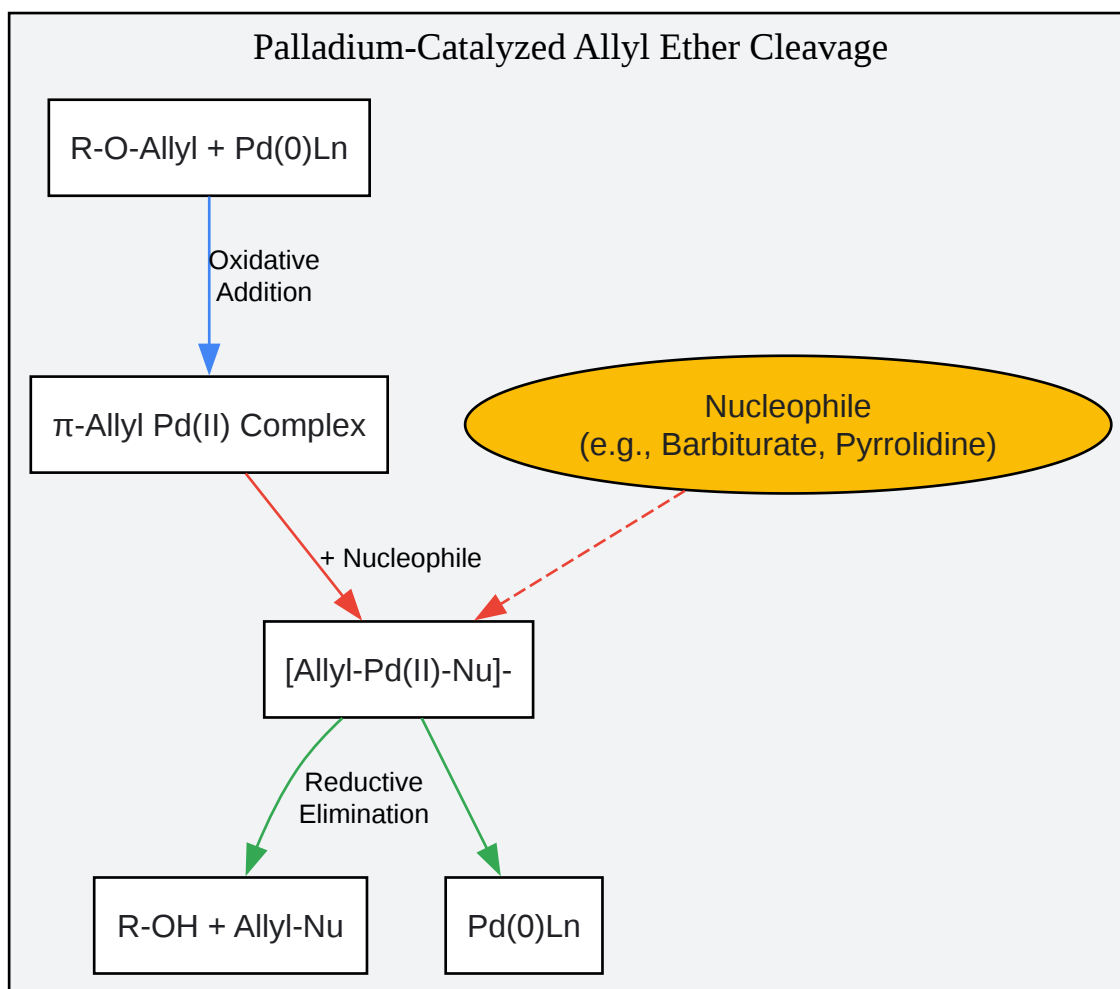 Palladium-Catalyzed Allyl Ether Cleavage
R-O-Allyl + Pd(0)Ln
Oxidative
Addition
π-Allyl Pd(II) Complex
Nucleophile
(e.g., Barbiturate, Pyrrolidine)
+ Nucleophile
[Allyl-Pd(II)-Nu]-
Reductive
Elimination
R-OH + Allyl-Nu
Pd(0)Ln